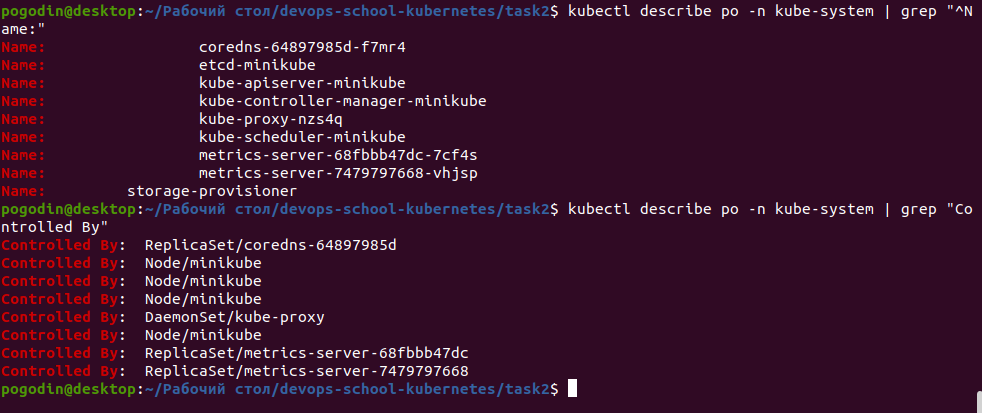 pogodin@desktop:~/Рабочий стол/devops-school-kubernetes/task2$ kubectl describe po -n kube-system | grep "^N
ame:"
Name:                 coredns-64897985d-f7mr4
Name:                 etcd-minikube
Name:                 kube-apiserver-minikube
Name:                 kube-controller-manager-minikube
Name:                 kube-proxy-nzs4q
Name:                 kube-scheduler-minikube
Name:                 metrics-server-68fbbb47dc-7cf4s
Name:                 metrics-server-7479797668-vhjsp
Name:         storage-provisioner
pogodin@desktop:~/Рабочий стол/devops-school-kubernetes/task2$ kubectl describe po -n kube-system | grep "Co
ntrolled By"
Controlled By:  ReplicaSet/coredns-64897985d
Controlled By:  Node/minikube
Controlled By:  Node/minikube
Controlled By:  Node/minikube
Controlled By:  DaemonSet/kube-proxy
Controlled By:  Node/minikube
Controlled By:  ReplicaSet/metrics-server-68fbbb47dc
Controlled By:  ReplicaSet/metrics-server-7479797668
pogodin@desktop:~/Рабочий стол/devops-school-kubernetes/task2$